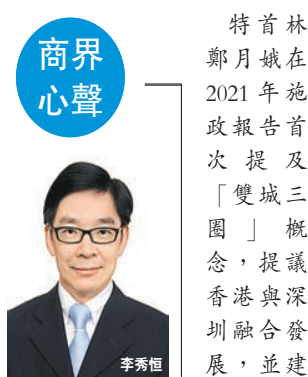 商界
心聲
李秀恒
特首林
鄭月娥在
2021年施
政報告首
次提及
「雙城三
圈」概
念，提議
香港與深
圳融合發
展，並建